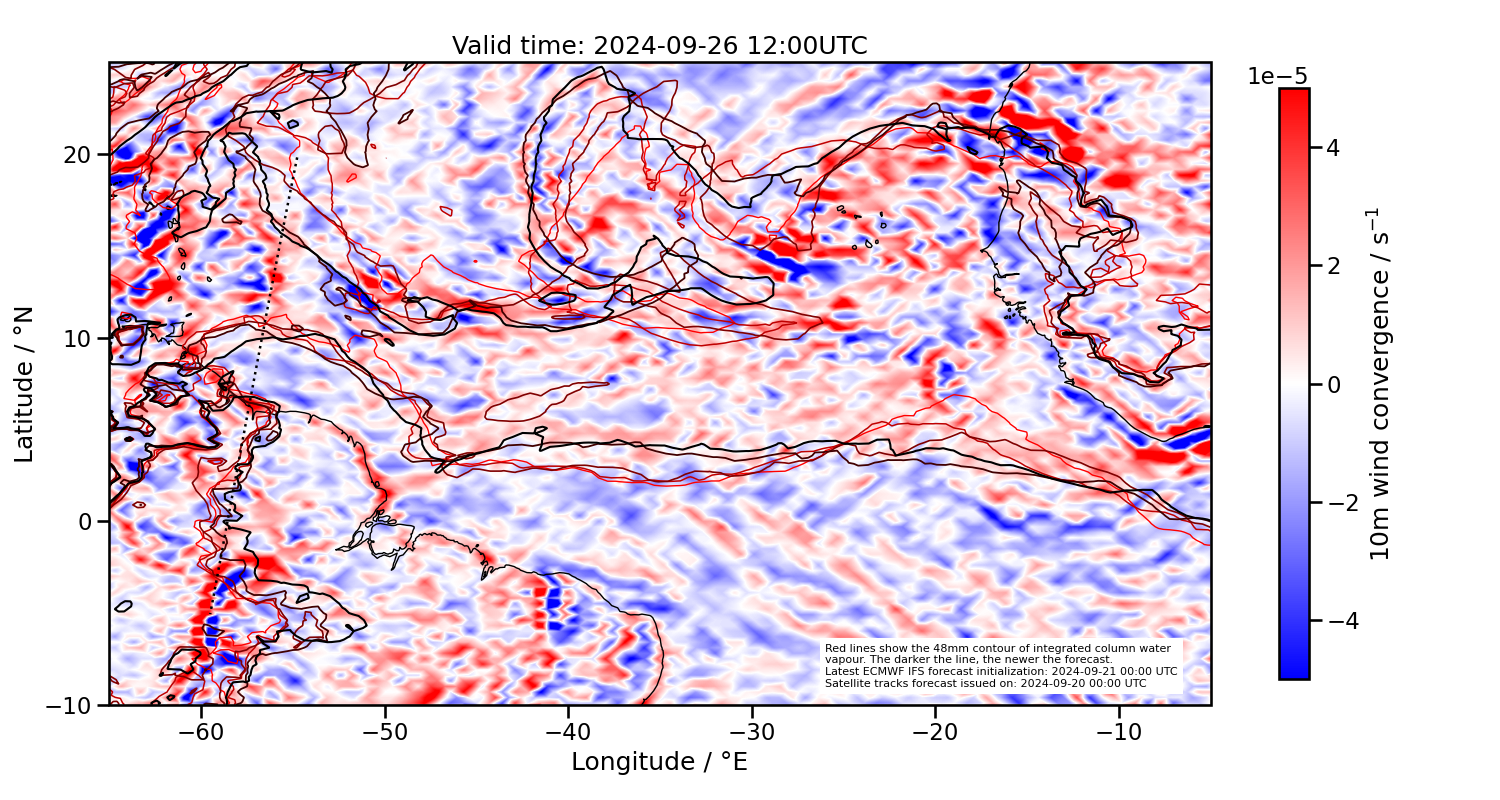 Valid time: 2024-09-26 12:00UTC
1e−5
20
10
0
−10
Latitude / °N
−60
−50
−40
−30
−20
−10
Longitude / °E
Red lines show the 48mm contour of integrated column water
vapour. The darker the line, the newer the forecast.
Latest ECMWF IFS forecast initialization: 2024-09-21 00:00 UTC
Satellite tracks forecast issued on: 2024-09-20 00:00 UTC
4
2
0
−2
−4
10m wind convergence / s⁻¹